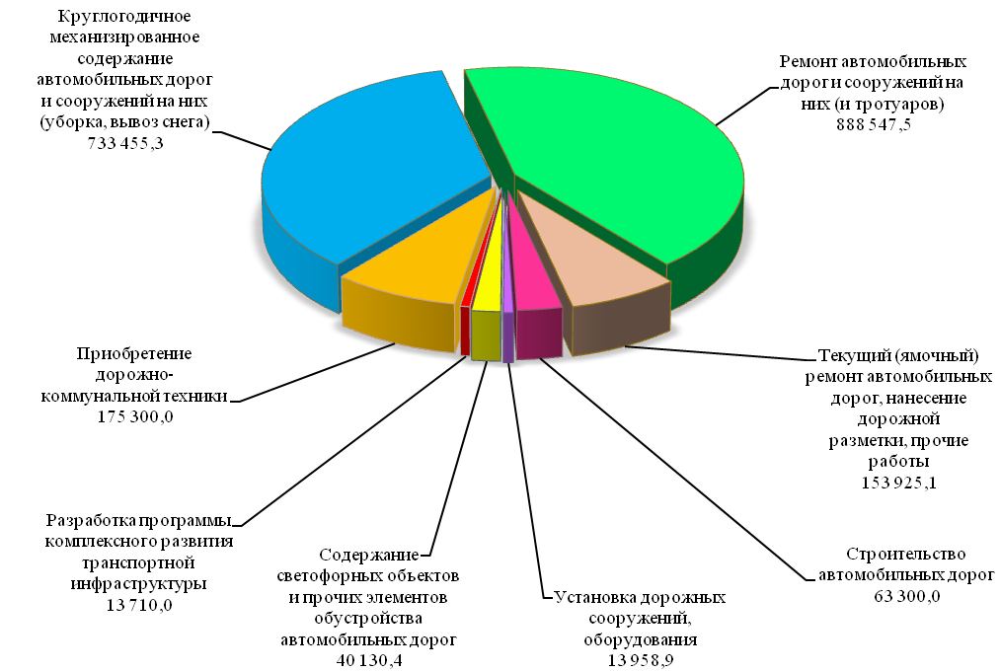 Круглогодичное
механизированное
содержание
автомобильных дорог
и сооружений на них
(уборка, вывоз снега)
733 455,3
Ремонт автомобильных
дорог и сооружений на
них (и тротуаров)
888 547,5
Приобретение
дорожно-
коммунальной техники
175 300,0
Текущий (ямочный)
ремонт автомобильных
дорог, нанесение
дорожной
разметки, прочие
работы
153 925,1
Разработка программы
комплексного развития
транспортной
инфраструктуры
13 710,0
Содержание
светофорных объектов
и прочих элементов
обустройства
автомобильных дорог
40 130,4
Установка дорожных
сооружений,
оборудования
13 958,9
Строительство
автомобильных дорог
63 300,0